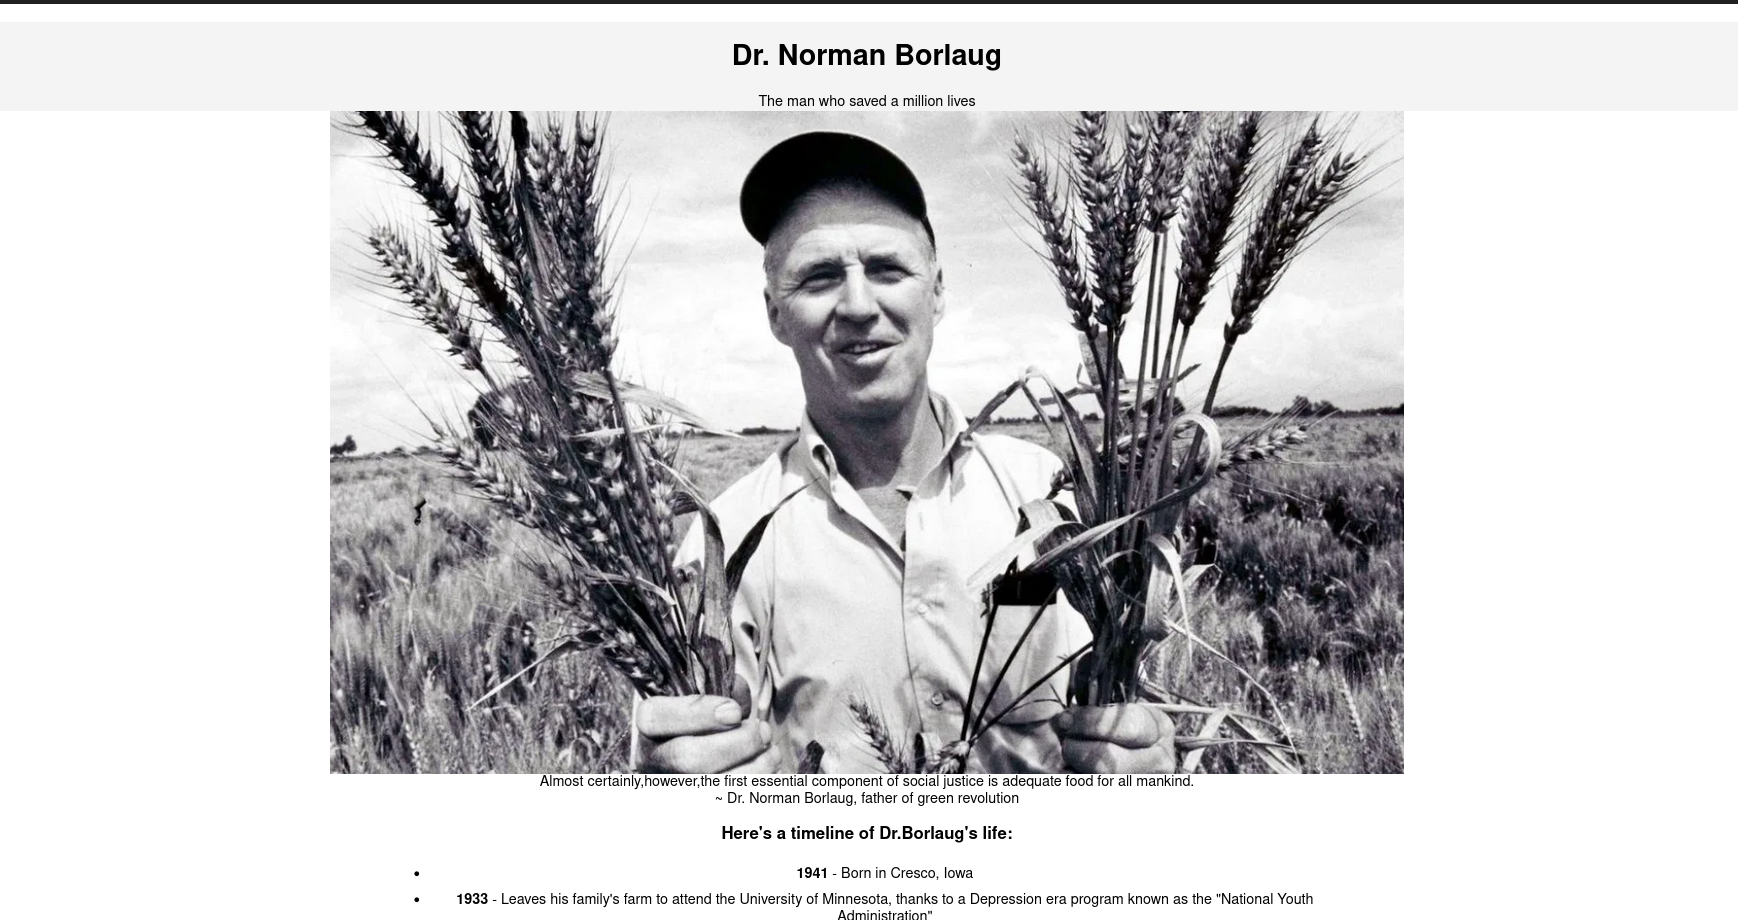 Dr. Norman Borlaug
The man who saved a million lives
Almost certainly,however,the first essential component of social justice is adequate food for all mankind.
~ Dr. Norman Borlaug, father of green revolution
Here's a timeline of Dr.Borlaug's life:
1941 - Born in Cresco, Iowa
1933 - Leaves his family's farm to attend the University of Minnesota, thanks to a Depression era program known as the "National Youth
Administration"